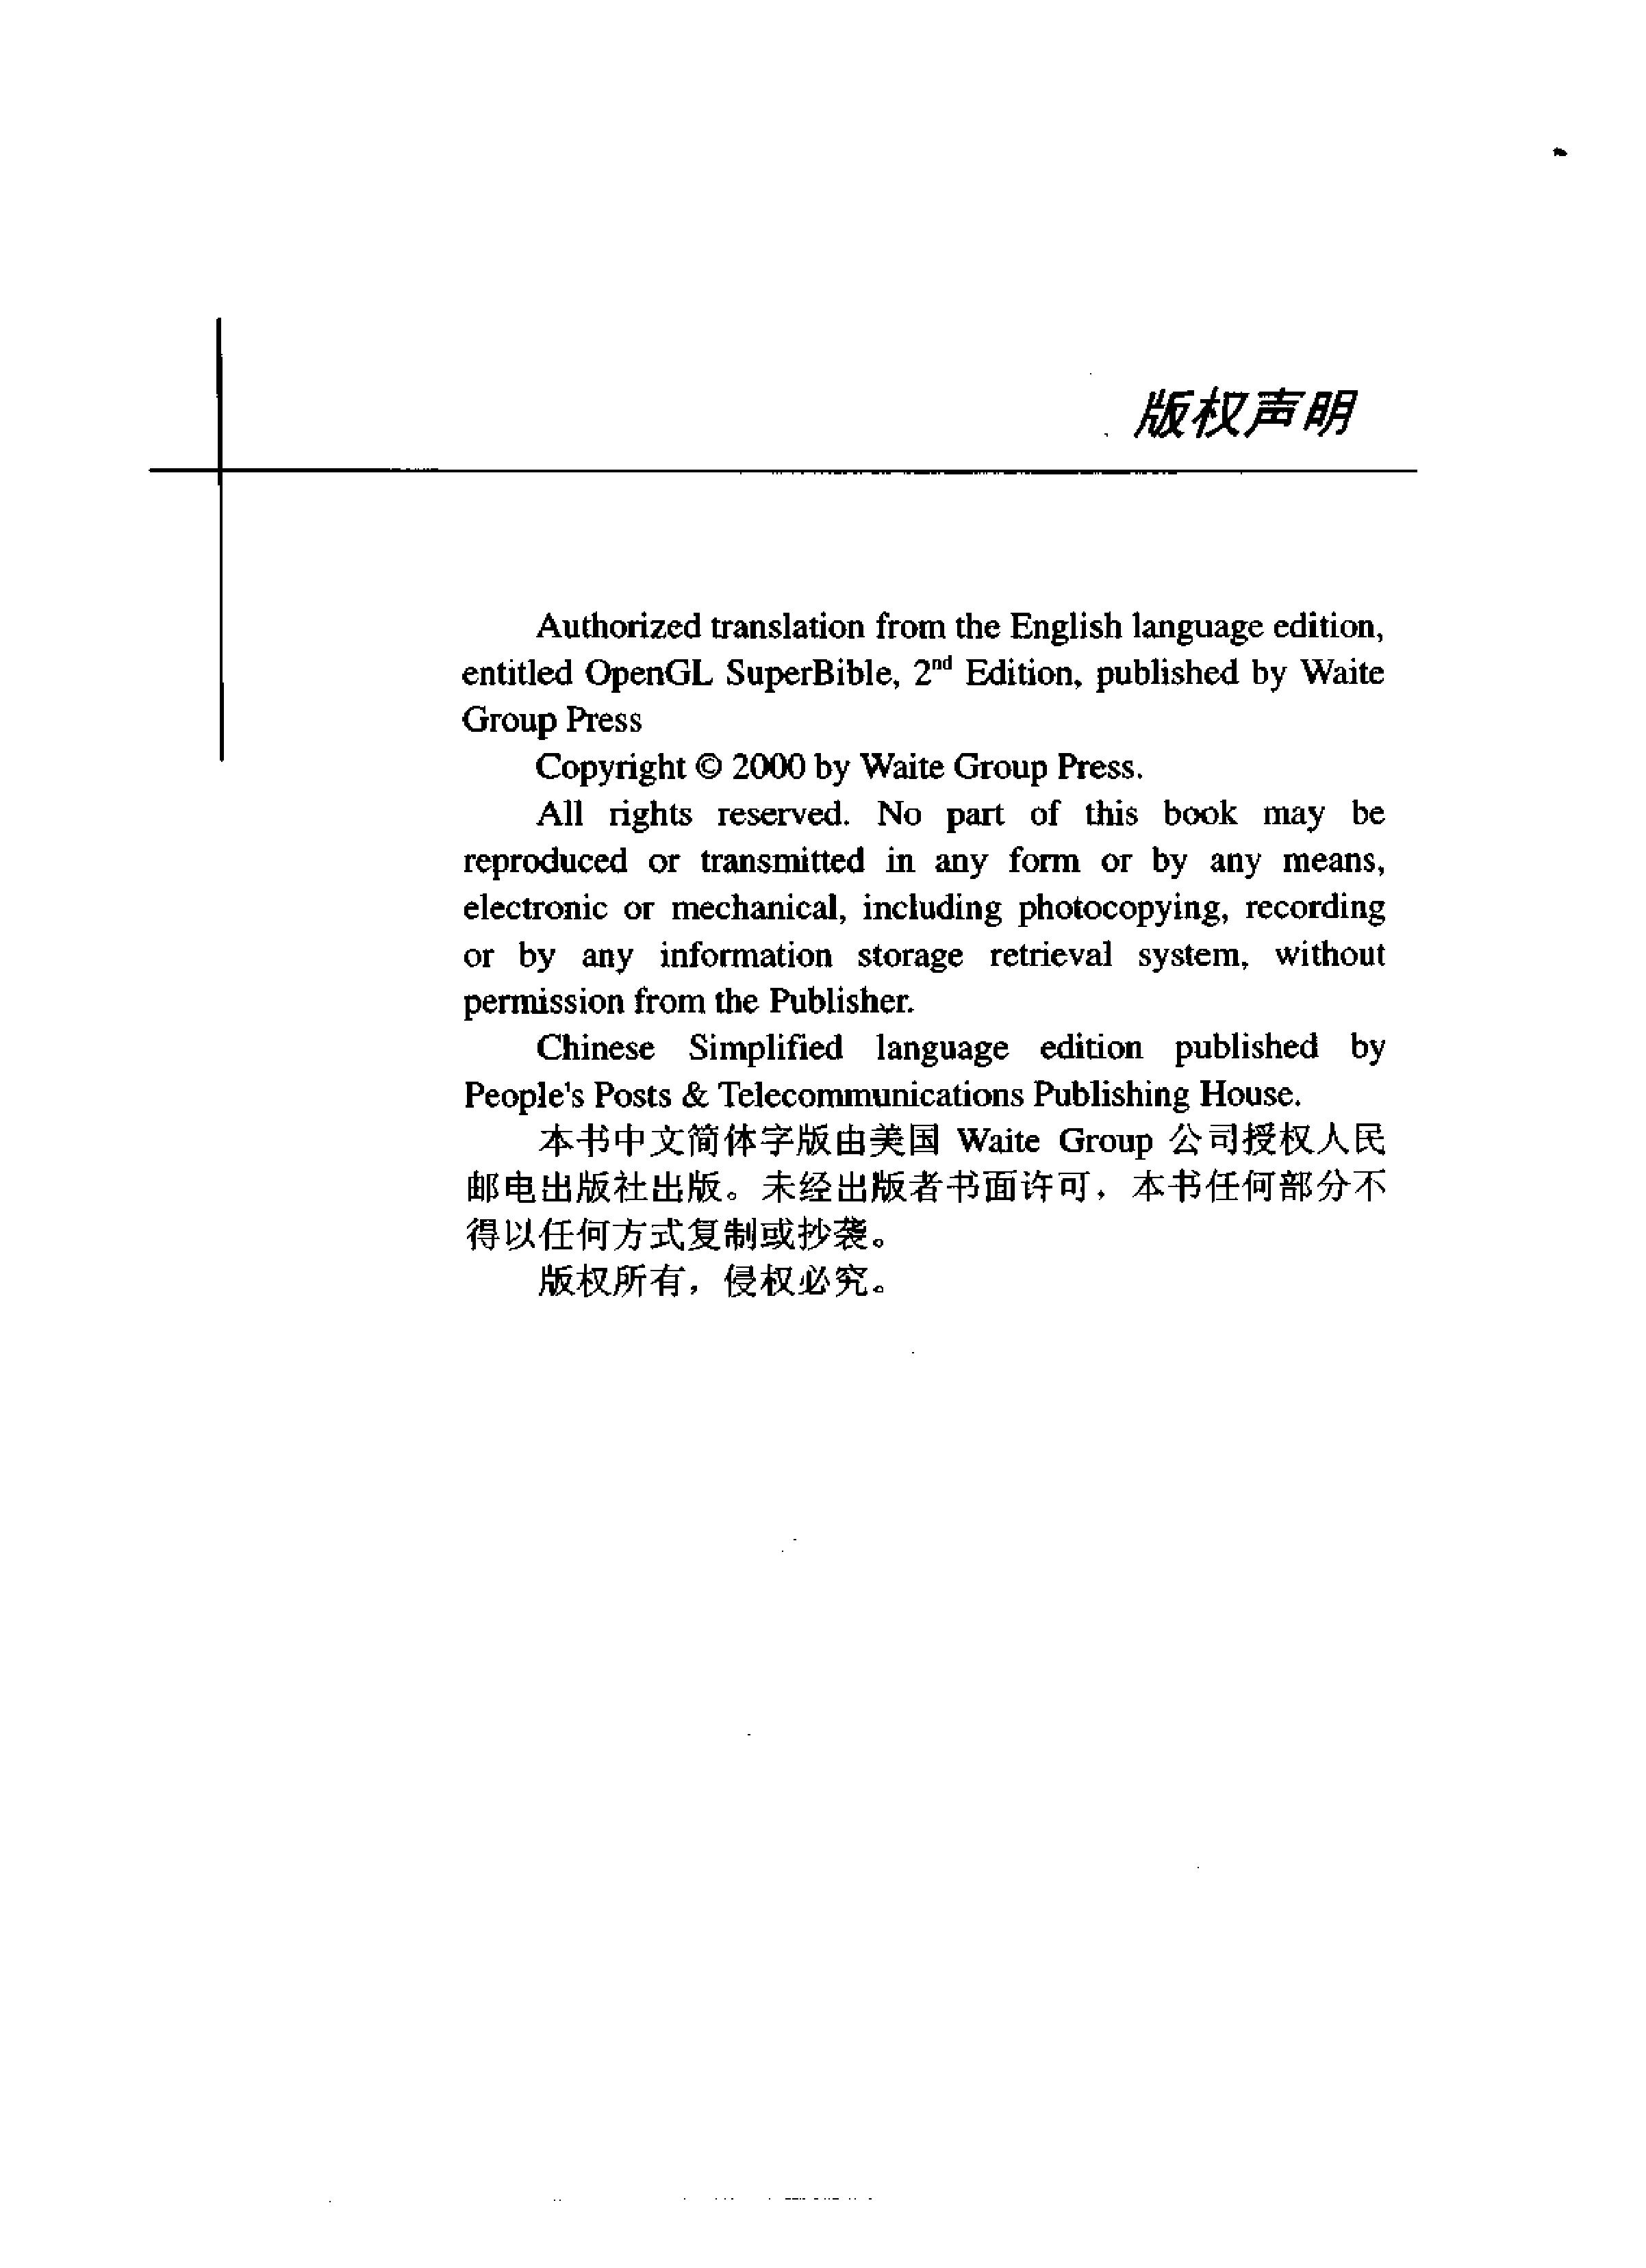 版权声明
Authorized translation from the English language edition,
entitled OpenGL SuperBible, 2nd Edition, published by Waite
Group Press
Copyright © 2000 by Waite Group Press.
All rights reserved. No part of this book may be
reproduced or transmitted in any form or by any means,
electronic or mechanical, including photocopying, recording
or by any information storage retrieval system, without
permission from the Publisher.
Chinese Simplified language edition published by
People's Posts & Telecommunications Publishing House.
本书中文简体字版由美国 Waite Group 公司授权人民
邮电出版社出版。未经出版者书面许可，本书任何部分不
得以任何方式复制或抄袭。
版权所有，侵权必究。